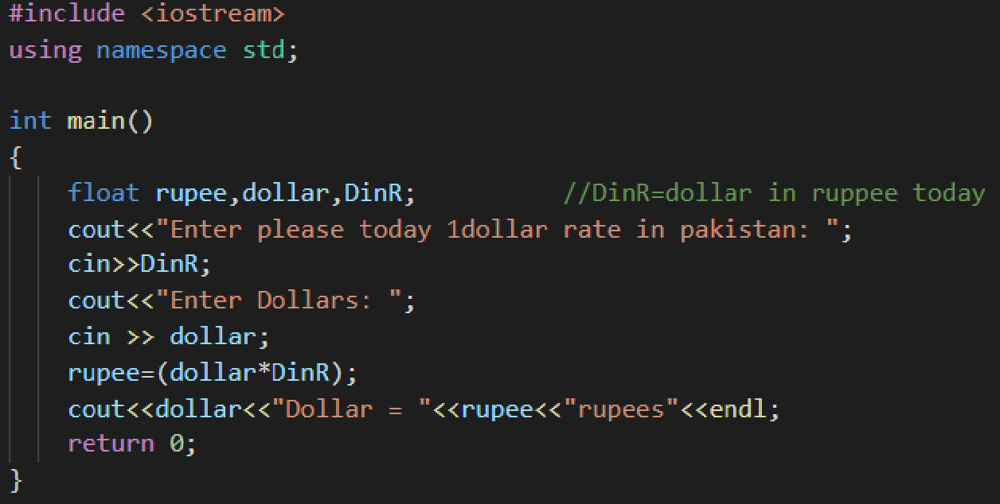 #include <iostream>
using namespace std;
int main()
{
float rupee,dollar,DinR; //DinR=dollar in ruppee today
cout<<"Enter please today 1dollar rate in pakistan: ";
cin>>DinR;
cout<<"Enter Dollars: ";
cin >> dollar;
rupee=(dollar*DinR);
cout<<dollar<<"Dollar = "<<rupee<<"rupees"<<endl;
return 0;
}